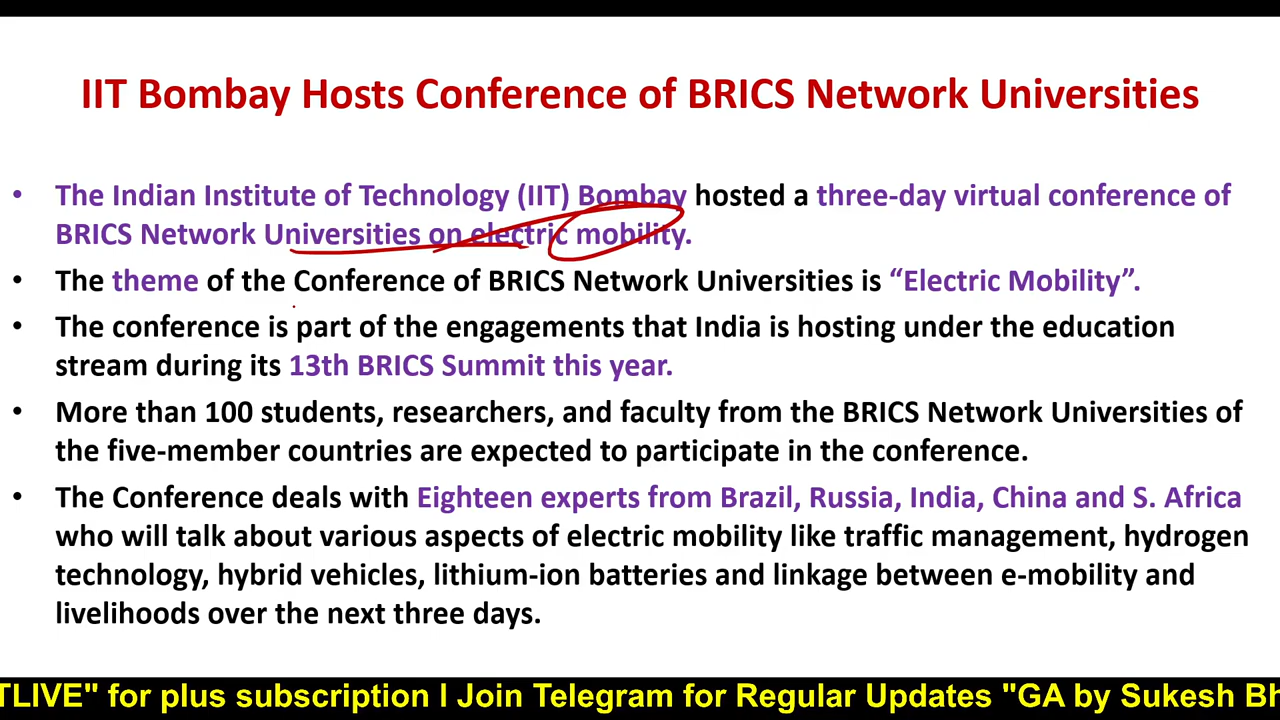 IIT Bombay Hosts Conference of BRICS Network Universities
• The Indian Institute of Technology (IIT) Bombay hosted a three-day virtual conference of
BRICS Network Universities on electric mobility.
• The theme of the Conference of BRICS Network Universities is “Electric Mobility”.
• The conference is part of the engagements that India is hosting under the education
stream during its 13th BRICS Summit this year.
• More than 100 students, researchers, and faculty from the BRICS Network Universities of
the five-member countries are expected to participate in the conference.
• The Conference deals with Eighteen experts from Brazil, Russia, India, China and S. Africa
who will talk about various aspects of electric mobility like traffic management, hydrogen
technology, hybrid vehicles, lithium-ion batteries and linkage between e-mobility and
livelihoods over the next three days.
TLIVE" for plus subscription l Join Telegram for Regular Updates "GA by Sukesh Bh